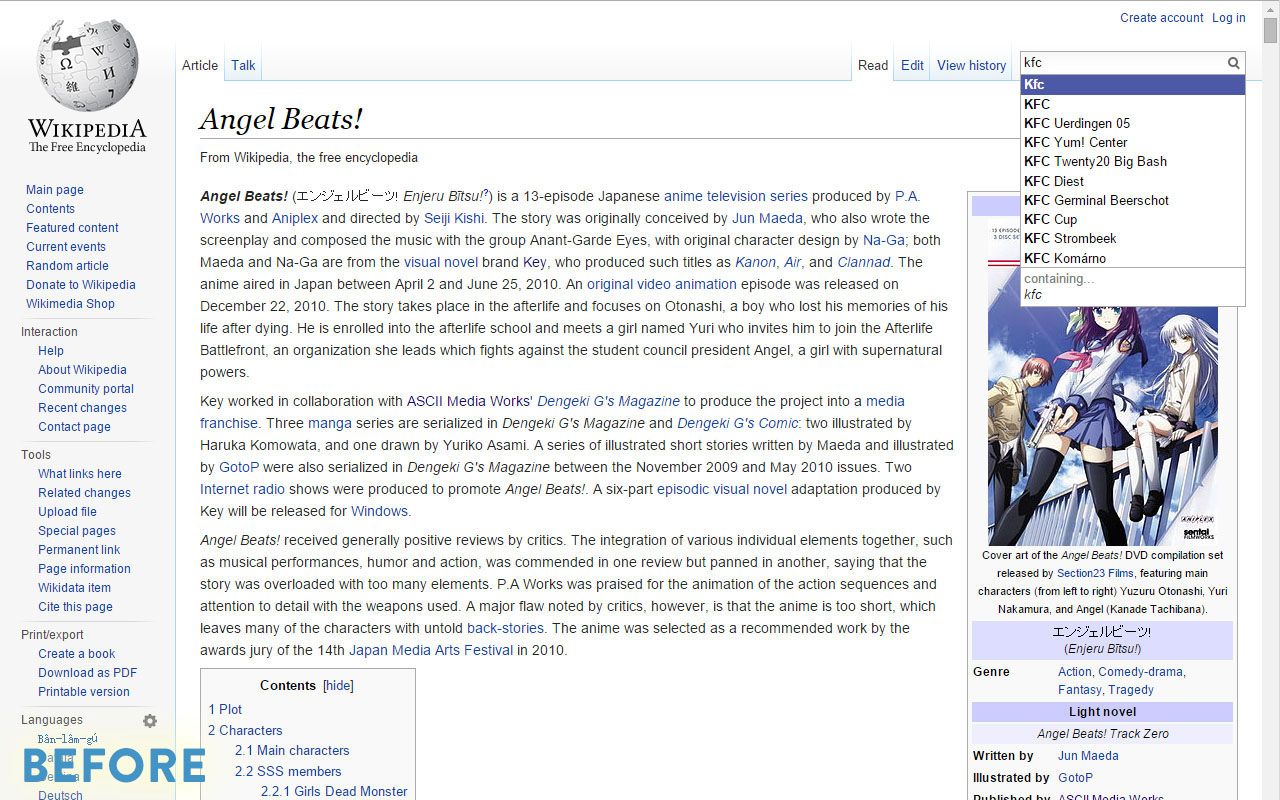 WIKIPEDIA
The Free Encyclopedia
Main page
Contents
Featured content
Current events
Random article
Donate to Wikipedia
Wikimedia Shop
Interaction
Help
About Wikipedia
Community portal
Recent changes
Contact page
Tools
What links here
Related changes
Upload file
Special pages
Permanent link
Page information
Wikidata item
Cite this page
Print/export
Create a book
Download as PDF
Printable version
Languages
Bân-lâm-gú
Deutsch
BEFORE
Create account Log in
Article Talk
Read Edit View history
kfc
Kfc
KFC
KFC Uerdingen 05
KFC Yum! Center
KFC Twenty20 Big Bash
KFC Diest
KFC Germinal Beerschot
KFC Cup
KFC Strombeek
KFC Komárno
containing...
kfc
Angel Beats!
From Wikipedia, the free encyclopedia
Angel Beats! (エンジェルビーツ! Enjeru Bītsu!?) is a 13-episode Japanese anime television series produced by P.A.
Works and Aniplex and directed by Seiji Kishi. The story was originally conceived by Jun Maeda, who also wrote the
screenplay and composed the music with the group Anant-Garde Eyes, with original character design by Na-Ga; both
Maeda and Na-Ga are from the visual novel brand Key, who produced such titles as Kanon, Air, and Clannad. The
anime aired in Japan between April 2 and June 25, 2010. An original video animation episode was released on
December 22, 2010. The story takes place in the afterlife and focuses on Otonashi, a boy who lost his memories of his
life after dying. He is enrolled into the afterlife school and meets a girl named Yuri who invites him to join the Afterlife
Battlefront, an organization she leads which fights against the student council president Angel, a girl with supernatural
powers.
Key worked in collaboration with ASCII Media Works' Dengeki G's Magazine to produce the project into a media
franchise. Three manga series are serialized in Dengeki G's Magazine and Dengeki G's Comic: two illustrated by
Haruka Komowata, and one drawn by Yuriko Asami. A series of illustrated short stories written by Maeda and illustrated
by GotoP were also serialized in Dengeki G's Magazine between the November 2009 and May 2010 issues. Two
Internet radio shows were produced to promote Angel Beats!. A six-part episodic visual novel adaptation produced by
Key will be released for Windows.
Angel Beats! received generally positive reviews by critics. The integration of various individual elements together, such
as musical performances, humor and action, was commended in one review but panned in another, saying that the
story was overloaded with too many elements. P.A Works was praised for the animation of the action sequences and
attention to detail with the weapons used. A major flaw noted by critics, however, is that the anime is too short, which
leaves many of the characters with untold back-stories. The anime was selected as a recommended work by the
awards jury of the 14th Japan Media Arts Festival in 2010.
Contents [hide]
1 Plot
2 Characters
2.1 Main characters
2.2 SSS members
2.2.1 Girls Dead Monster
ANIPLEX
sentai
FILMWORKS
Cover art of the Angel Beats! DVD compilation set
released by Section23 Films, featuring main
characters (from left to right) Yuzuru Otonashi, Yuri
Nakamura, and Angel (Kanade Tachibana).
エンジェルビーツ!
(Enjeru Bītsu!)
Genre Action, Comedy-drama,
Fantasy, Tragedy
Light novel
Angel Beats! Track Zero
Written by Jun Maeda
Illustrated by GotoP
Published by ASCII Media Works